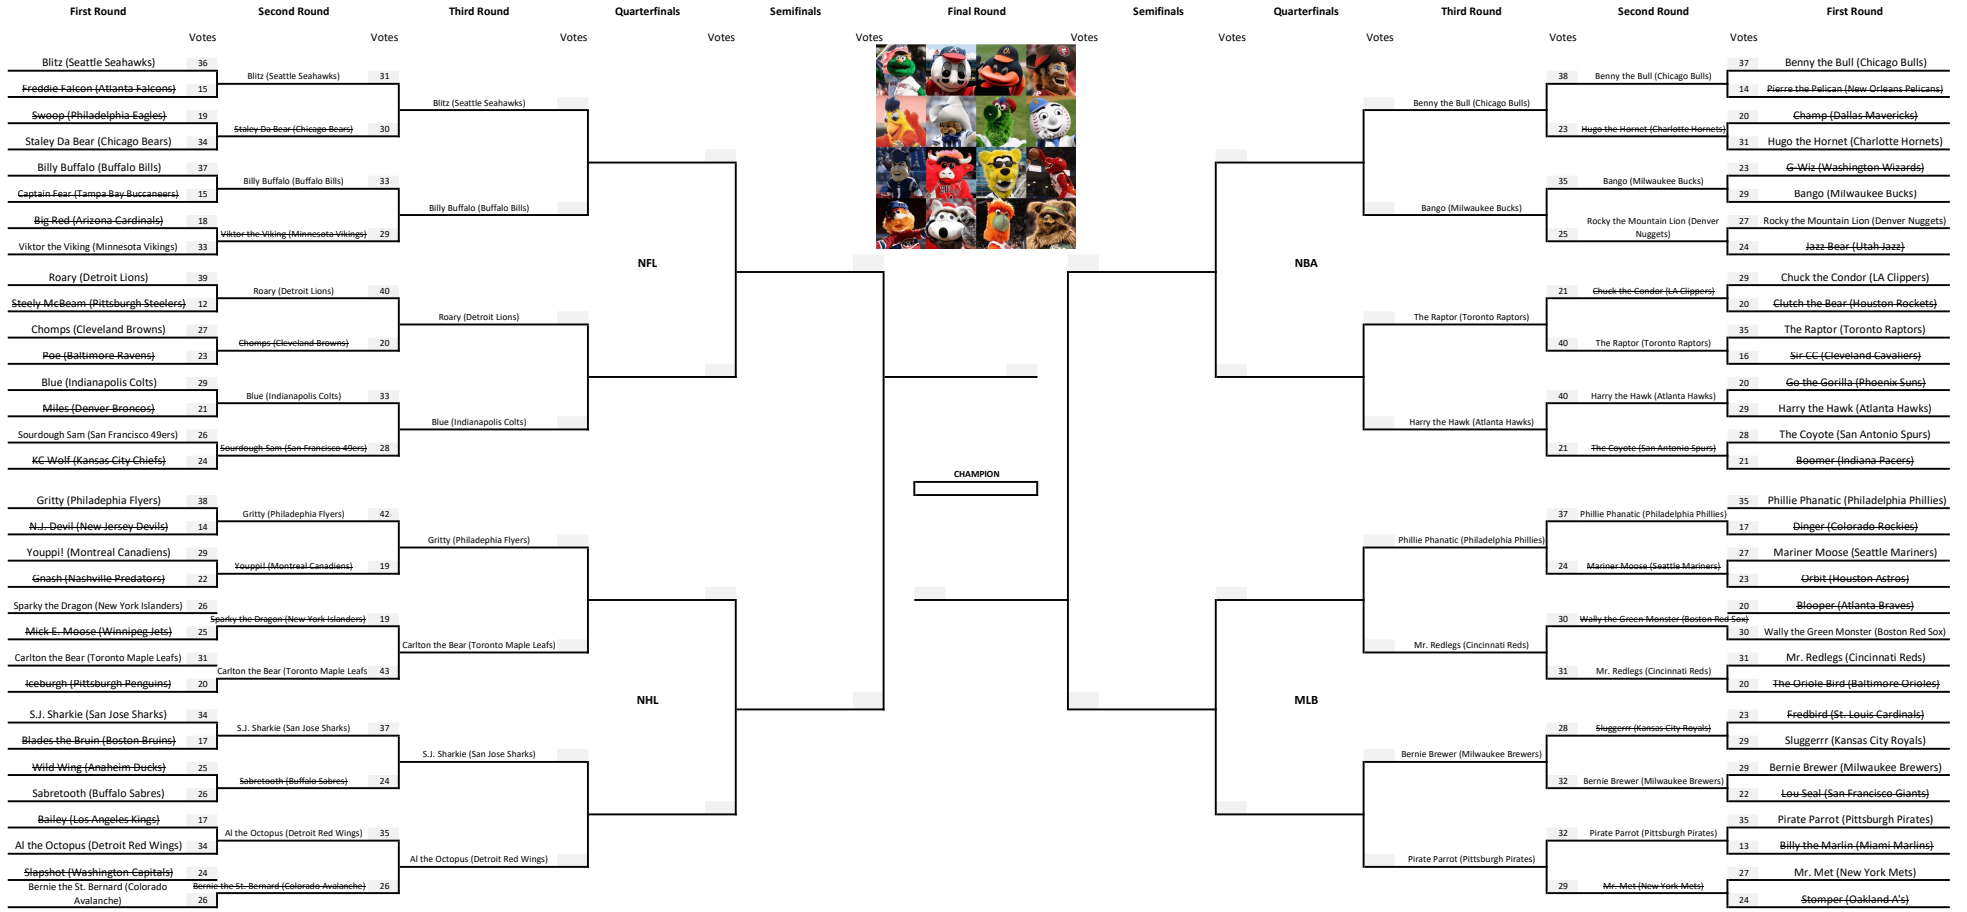 First Round Second Round Third Round Quarterfinals Semifinals Final Round Semifinals Quarterfinals Third Round Second Round First Round
Votes Votes Votes Votes Votes Votes Votes Votes Votes Votes
Blitz (Seattle Seahawks) 36
Freddie Falcon (Atlanta Falcons) 15
Swoop (Philadelphia Eagles) 19
Staley Da Bear (Chicago Bears) 34
Billy Buffalo (Buffalo Bills) 37
Captain Fear (Tampa Bay Buccaneers) 15
Big Red (Arizona Cardinals) 18
Viktor the Viking (Minnesota Vikings) 33
Roary (Detroit Lions) 39
Steely McBeam (Pittsburgh Steelers) 12
Chomps (Cleveland Browns) 27
Poe (Baltimore Ravens) 23
Blue (Indianapolis Colts) 29
Miles (Denver Broncos) 21
Sourdough Sam (San Francisco 49ers) 26
KC Wolf (Kansas City Chiefs) 24
Gritty (Philadephia Flyers) 38
N.J. Devil (New Jersey Devils) 14
Youppi! (Montreal Canadiens) 29
Gnash (Nashville Predators) 22
Sparky the Dragon (New York Islanders) 26
Mick E. Moose (Winnipeg Jets) 25
Carlton the Bear (Toronto Maple Leafs) 31
Iceburgh (Pittsburgh Penguins) 20
S.J. Sharkie (San Jose Sharks) 34
Blades the Bruin (Boston Bruins) 17
Wild Wing (Anaheim Ducks) 25
Sabretooth (Buffalo Sabres) 26
Bailey (Los Angeles Kings) 17
Al the Octopus (Detroit Red Wings) 34
Slapshot (Washington Capitals) 24
Bernie the St. Bernard (Colorado
Avalanche) 26
Blitz (Seattle Seahawks) 31
Staley Da Bear (Chicago Bears) 30
Billy Buffalo (Buffalo Bills) 33
Viktor the Viking (Minnesota Vikings) 29
Roary (Detroit Lions) 40
Chomps (Cleveland Browns) 20
Blue (Indianapolis Colts) 33
Sourdough Sam (San Francisco 49ers) 28
Gritty (Philadephia Flyers) 42
Youppi! (Montreal Canadiens) 19
Sparky the Dragon (New York Islanders) 19
Carlton the Bear (Toronto Maple Leafs 43
S.J. Sharkie (San Jose Sharks) 37
Sabretooth (Buffalo Sabres) 24
Al the Octopus (Detroit Red Wings) 35
Bernie the St. Bernard (Colorado Avalanche) 26
Blitz (Seattle Seahawks)
Billy Buffalo (Buffalo Bills)
Roary (Detroit Lions)
Blue (Indianapolis Colts)
Gritty (Philadephia Flyers)
Carlton the Bear (Toronto Maple Leafs)
S.J. Sharkie (San Jose Sharks)
Al the Octopus (Detroit Red Wings)
NFL
NHL
CHAMPION
NBA
MLB
Benny the Bull (Chicago Bulls)
Bango (Milwaukee Bucks)
The Raptor (Toronto Raptors)
Harry the Hawk (Atlanta Hawks)
Phillie Phanatic (Philadelphia Phillies)
Mr. Redlegs (Cincinnati Reds)
Bernie Brewer (Milwaukee Brewers)
Pirate Parrot (Pittsburgh Pirates)
38 Benny the Bull (Chicago Bulls)
23 Hugo the Hornet (Charlotte Hornets)
35 Bango (Milwaukee Bucks)
Rocky the Mountain Lion (Denver
25 Nuggets)
21 Chuck the Condor (LA Clippers)
40 The Raptor (Toronto Raptors)
40 Harry the Hawk (Atlanta Hawks)
21 The Coyote (San Antonio Spurs)
37 Phillie Phanatic (Philadelphia Phillies)
24 Mariner Moose (Seattle Mariners)
30 Wally the Green Monster (Boston Red Sox)
31 Mr. Redlegs (Cincinnati Reds)
28 Sluggerrr (Kansas City Royals)
32 Bernie Brewer (Milwaukee Brewers)
32 Pirate Parrot (Pittsburgh Pirates)
29 Mr. Met (New York Mets)
37 Benny the Bull (Chicago Bulls)
14 Pierre the Pelican (New Orleans Pelicans)
20 Champ (Dallas Mavericks)
31 Hugo the Hornet (Charlotte Hornets)
23 G-Wiz (Washington Wizards)
29 Bango (Milwaukee Bucks)
27 Rocky the Mountain Lion (Denver Nuggets)
24 Jazz Bear (Utah Jazz)
29 Chuck the Condor (LA Clippers)
20 Clutch the Bear (Houston Rockets)
35 The Raptor (Toronto Raptors)
16 Sir CC (Cleveland Cavaliers)
20 Go the Gorilla (Phoenix Suns)
29 Harry the Hawk (Atlanta Hawks)
28 The Coyote (San Antonio Spurs)
21 Boomer (Indiana Pacers)
35 Phillie Phanatic (Philadelphia Phillies)
17 Dinger (Colorado Rockies)
27 Mariner Moose (Seattle Mariners)
23 Orbit (Houston Astros)
20 Blooper (Atlanta Braves)
30 Wally the Green Monster (Boston Red Sox)
31 Mr. Redlegs (Cincinnati Reds)
20 The Oriole Bird (Baltimore Orioles)
23 Fredbird (St. Louis Cardinals)
29 Sluggerrr (Kansas City Royals)
29 Bernie Brewer (Milwaukee Brewers)
22 Lou Seal (San Francisco Giants)
35 Pirate Parrot (Pittsburgh Pirates)
13 Billy the Marlin (Miami Marlins)
27 Mr. Met (New York Mets)
24 Stomper (Oakland A's)